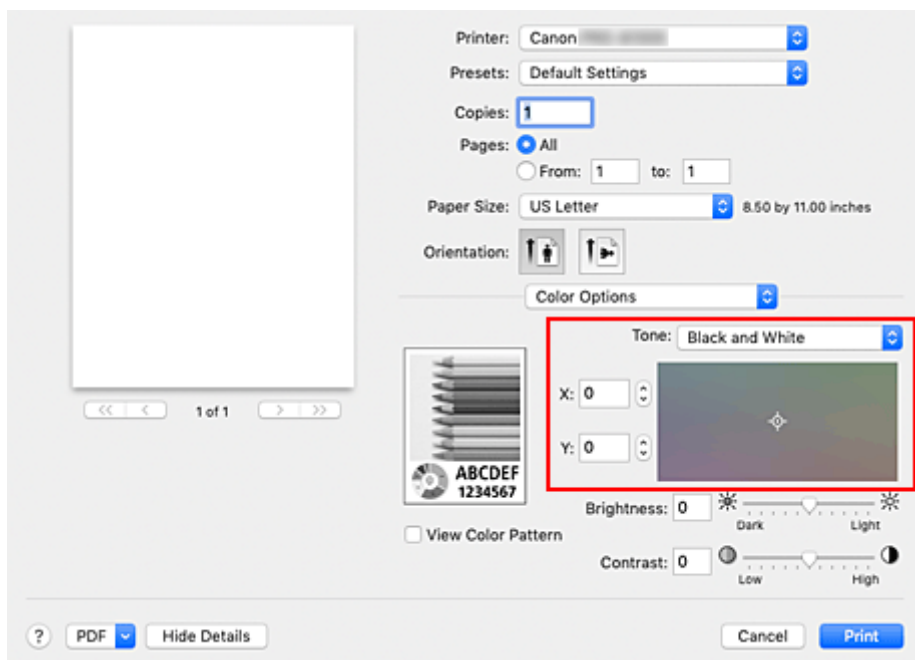 Printer: Canon
Presets: Default Settings
Copies: 1
Pages: All
From: 1 to: 1
Paper Size: US Letter 8.50 by 11.00 inches
Orientation:
Color Options
Tone: Black and White
X: 0
Y: 0
<< < 1 of 1 > >>
ABCDEF
1234567
Brightness: 0
Dark Light
View Color Pattern
Contrast: 0
Low High
? PDF Hide Details Cancel Print